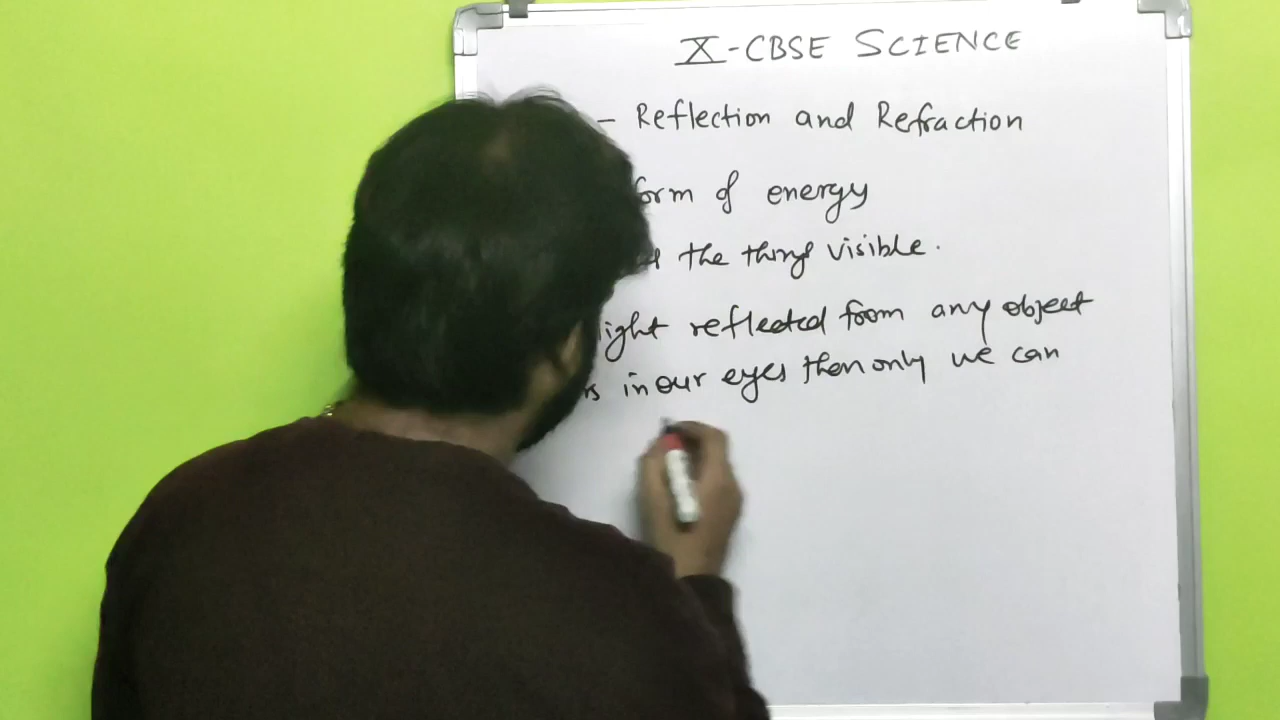 X-CBSE SCIENCE
- Reflection and Refraction
form of energy
the things visible.
light reflected from any object
in our eyes then only we can